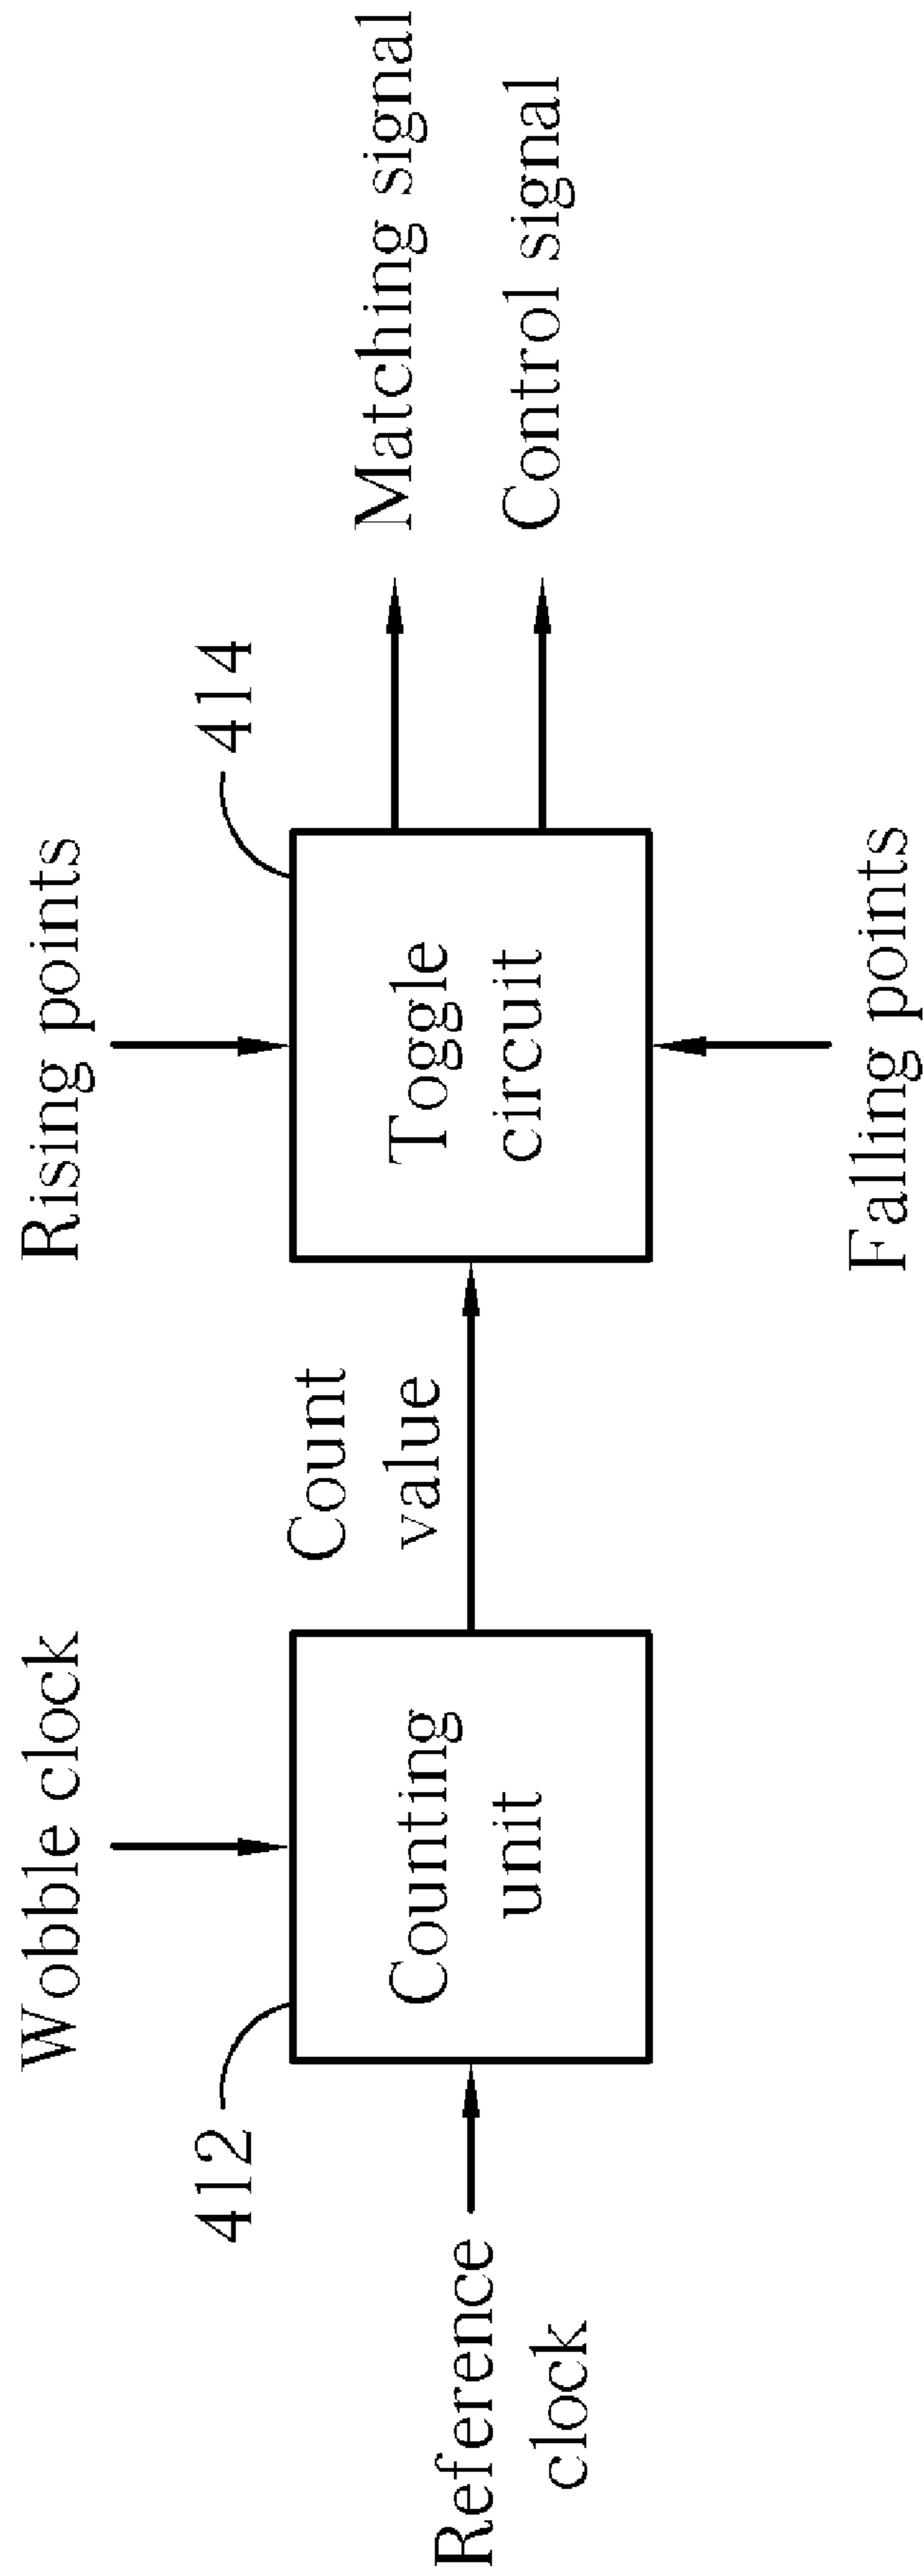 Wobble clock
Rising points
412
414
Reference
clock
Counting
unit
Count
value
Toggle
circuit
Matching signal
Control signal
Falling points